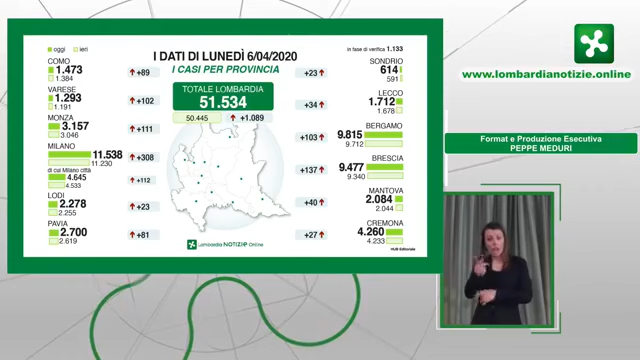 oggi ieri
I DATI DI LUNEDÌ 6/04/2020
in fase di verifica 1.133
I CASI PER PROVINCIA
TOTALE LOMBARDIA
51.534
50.445 +1.089
COMO
1.473 +89
1.384
VARESE
1.293 +102
1.191
MONZA
3.157 +111
3.046
MILANO
11.538 +308
11.230
di cui Milano città
4.645 +112
4.533
LODI
2.278 +23
2.255
PAVIA
2.700 +81
2.619
SONDRIO
+23 614
591
LECCO
+34 1.712
1.678
BERGAMO
+103 9.815
9.712
BRESCIA
+137 9.477
9.340
MANTOVA
+40 2.084
2.044
CREMONA
+27 4.260
4.233
Lombardia NOTIZIE Online
HUB Editoriale
www.lombardianotizie.online
Format e Produzione Esecutiva
PEPPE MEDURI